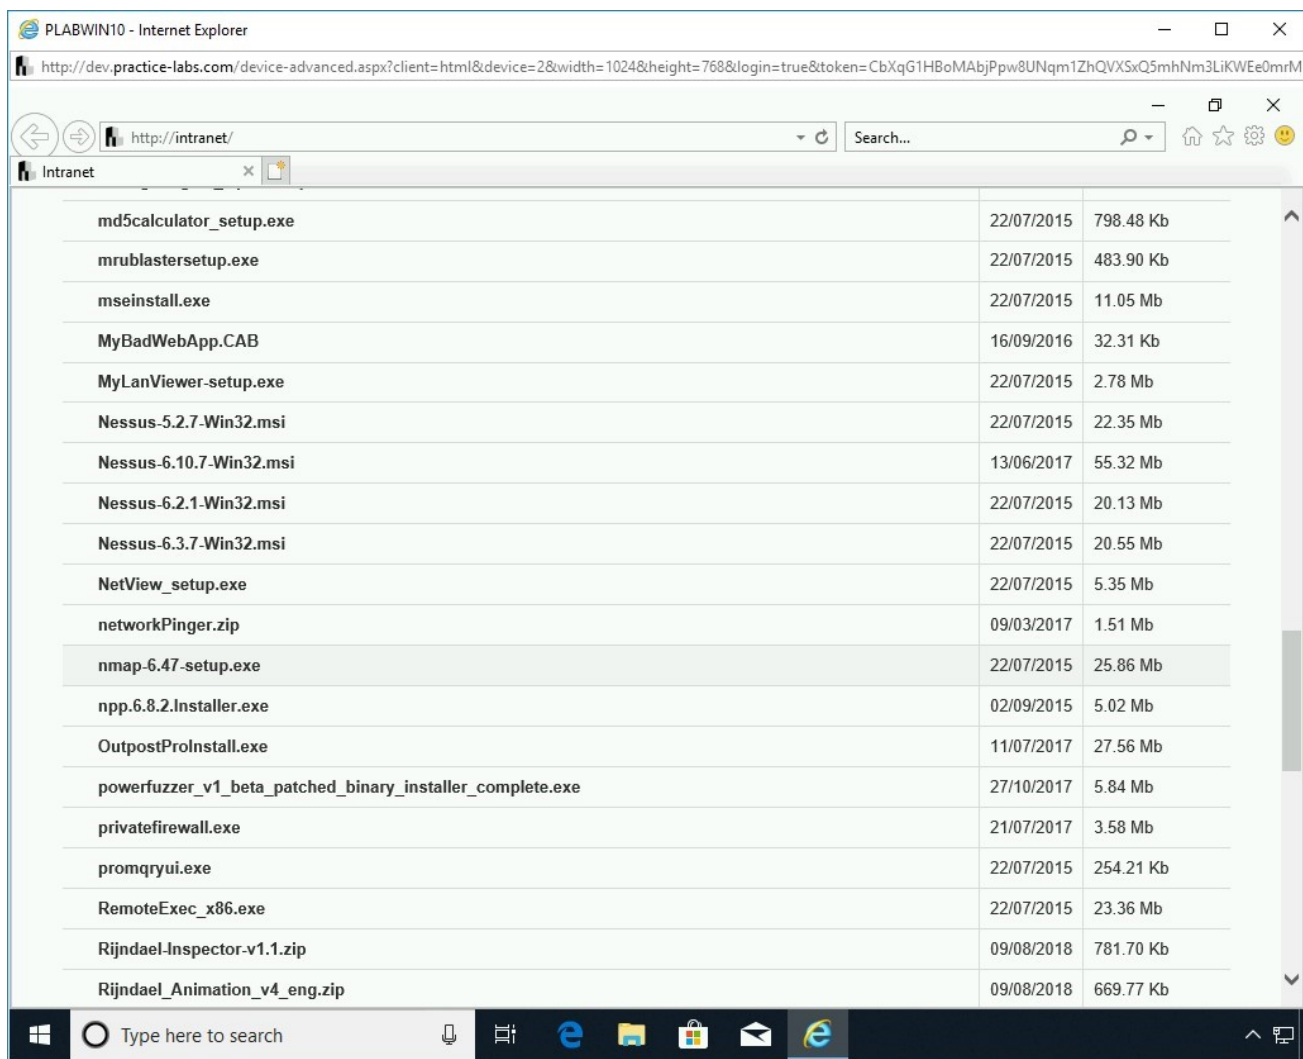 PLABWIN10 - Internet Explorer
http://dev.practice-labs.com/device-advanced.aspx?client=html&device=2&width=1024&height=768&login=true&token=CbXqG1HBoMAbjPpw8UNqm1ZhQVXSxQ5mhNm3LiKWEe0mrM
http://intranet/ Search...
Intranet
md5calculator_setup.exe 22/07/2015 798.48 Kb
mrublastersetup.exe 22/07/2015 483.90 Kb
mseinstall.exe 22/07/2015 11.05 Mb
MyBadWebApp.CAB 16/09/2016 32.31 Kb
MyLanViewer-setup.exe 22/07/2015 2.78 Mb
Nessus-5.2.7-Win32.msi 22/07/2015 22.35 Mb
Nessus-6.10.7-Win32.msi 13/06/2017 55.32 Mb
Nessus-6.2.1-Win32.msi 22/07/2015 20.13 Mb
Nessus-6.3.7-Win32.msi 22/07/2015 20.55 Mb
NetView_setup.exe 22/07/2015 5.35 Mb
networkPinger.zip 09/03/2017 1.51 Mb
nmap-6.47-setup.exe 22/07/2015 25.86 Mb
npp.6.8.2.Installer.exe 02/09/2015 5.02 Mb
OutpostProInstall.exe 11/07/2017 27.56 Mb
powerfuzzer_v1_beta_patched_binary_installer_complete.exe 27/10/2017 5.84 Mb
privatefirewall.exe 21/07/2017 3.58 Mb
promqryui.exe 22/07/2015 254.21 Kb
RemoteExec_x86.exe 22/07/2015 23.36 Mb
Rijndael-Inspector-v1.1.zip 09/08/2018 781.70 Kb
Rijndael_Animation_v4_eng.zip 09/08/2018 669.77 Kb
Type here to search